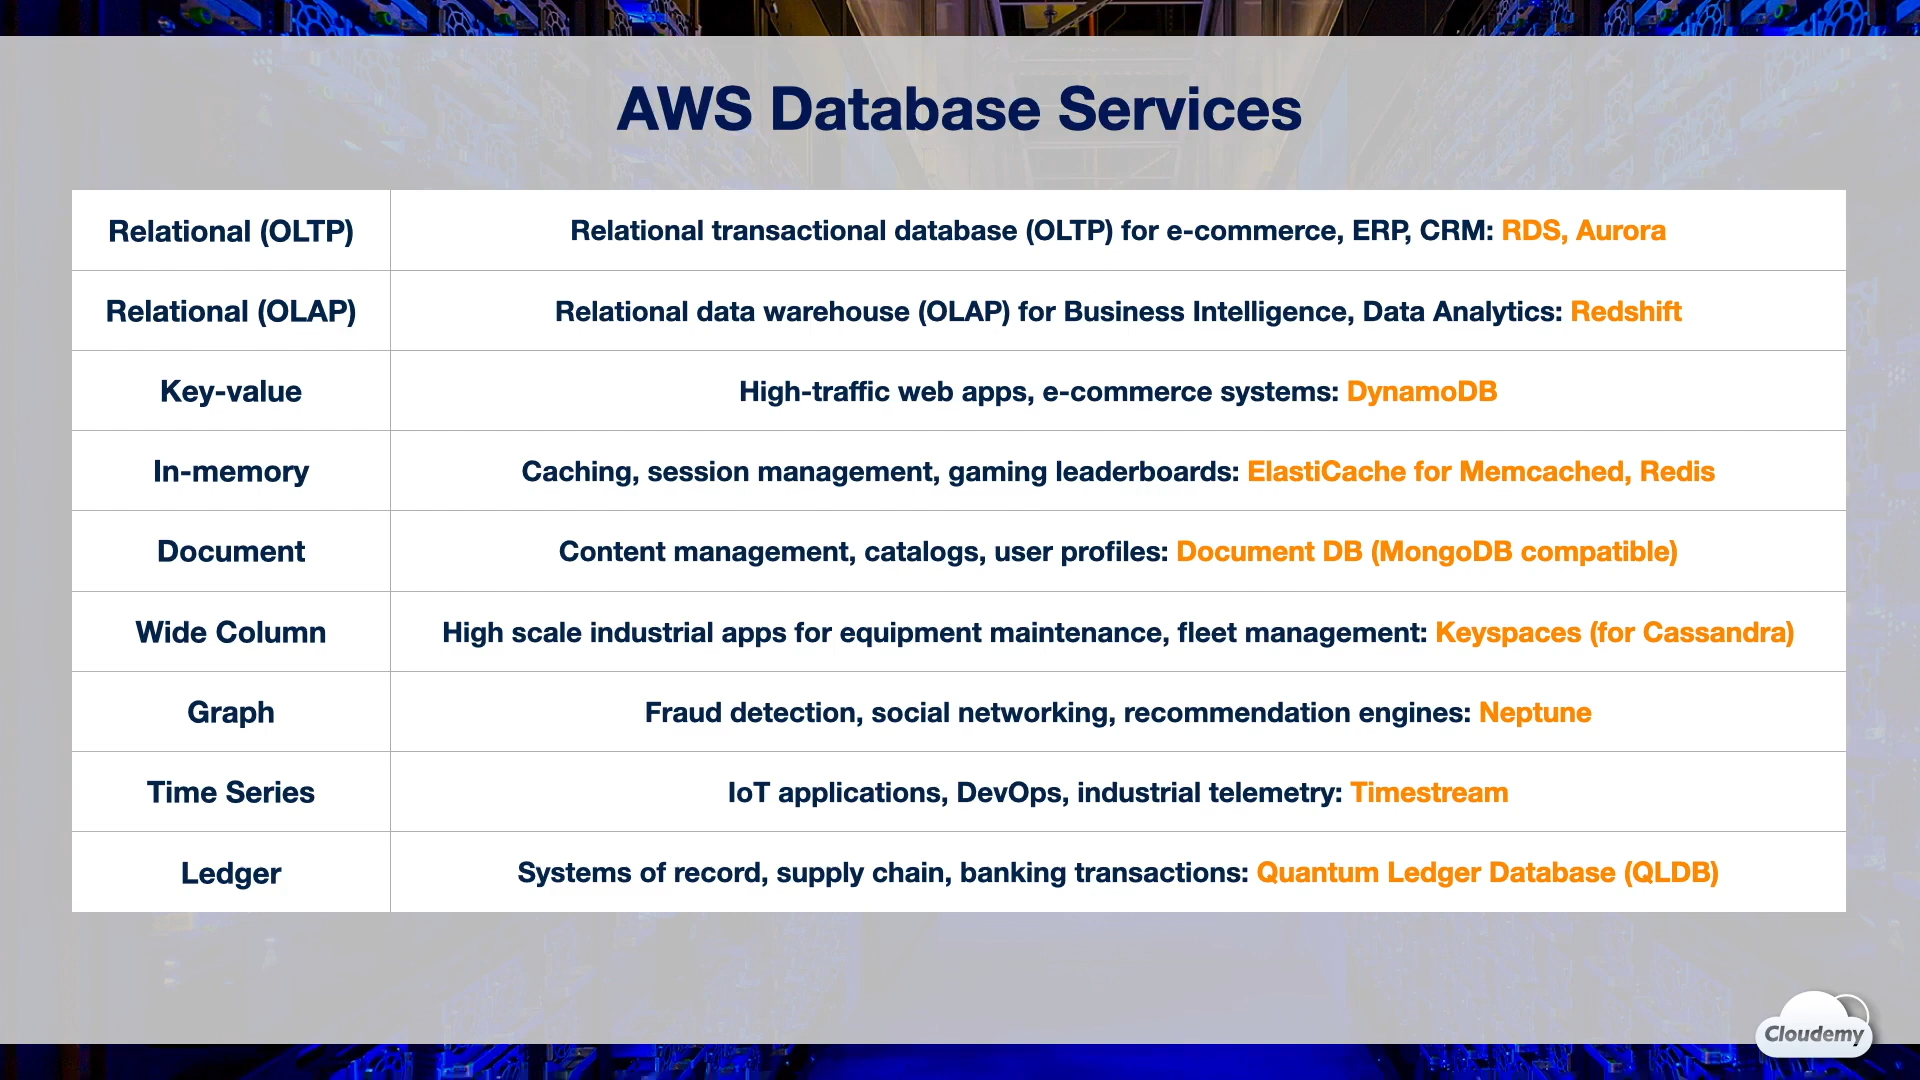 AWS Database Services
Relational (OLTP)
Relational transactional database (OLTP) for e-commerce, ERP, CRM: RDS, Aurora
Relational (OLAP)
Relational data warehouse (OLAP) for Business Intelligence, Data Analytics: Redshift
Key-value
High-traffic web apps, e-commerce systems: DynamoDB
In-memory
Caching, session management, gaming leaderboards: ElastiCache for Memcached, Redis
Document
Content management, catalogs, user profiles: Document DB (MongoDB compatible)
Wide Column
High scale industrial apps for equipment maintenance, fleet management: Keyspaces (for Cassandra)
Graph
Fraud detection, social networking, recommendation engines: Neptune
Time Series
IoT applications, DevOps, industrial telemetry: Timestream
Ledger
Systems of record, supply chain, banking transactions: Quantum Ledger Database (QLDB)
Cloudemy